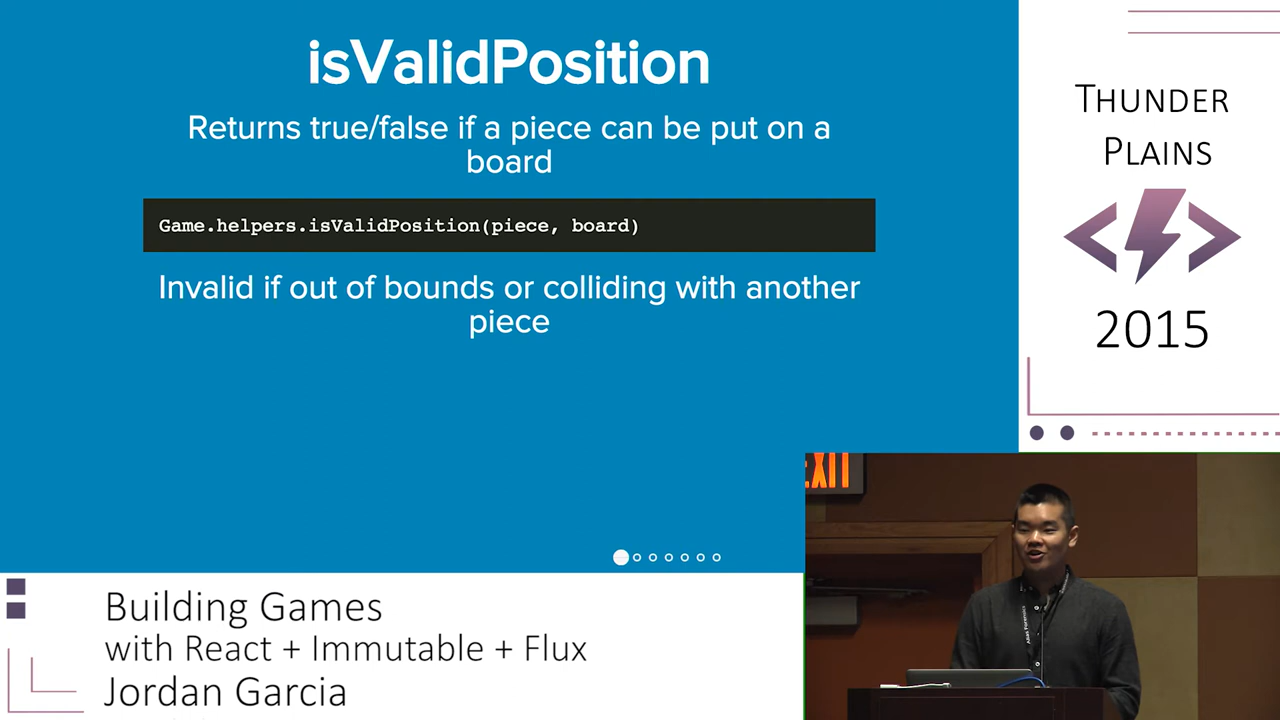 isValidPosition
Returns true/false if a piece can be put on a
board
Game.helpers.isValidPosition(piece, board)
Invalid if out of bounds or colliding with another
piece
THUNDER
PLAINS
2015
EXIT
Building Games
with React + Immutable + Flux
Jordan Garcia